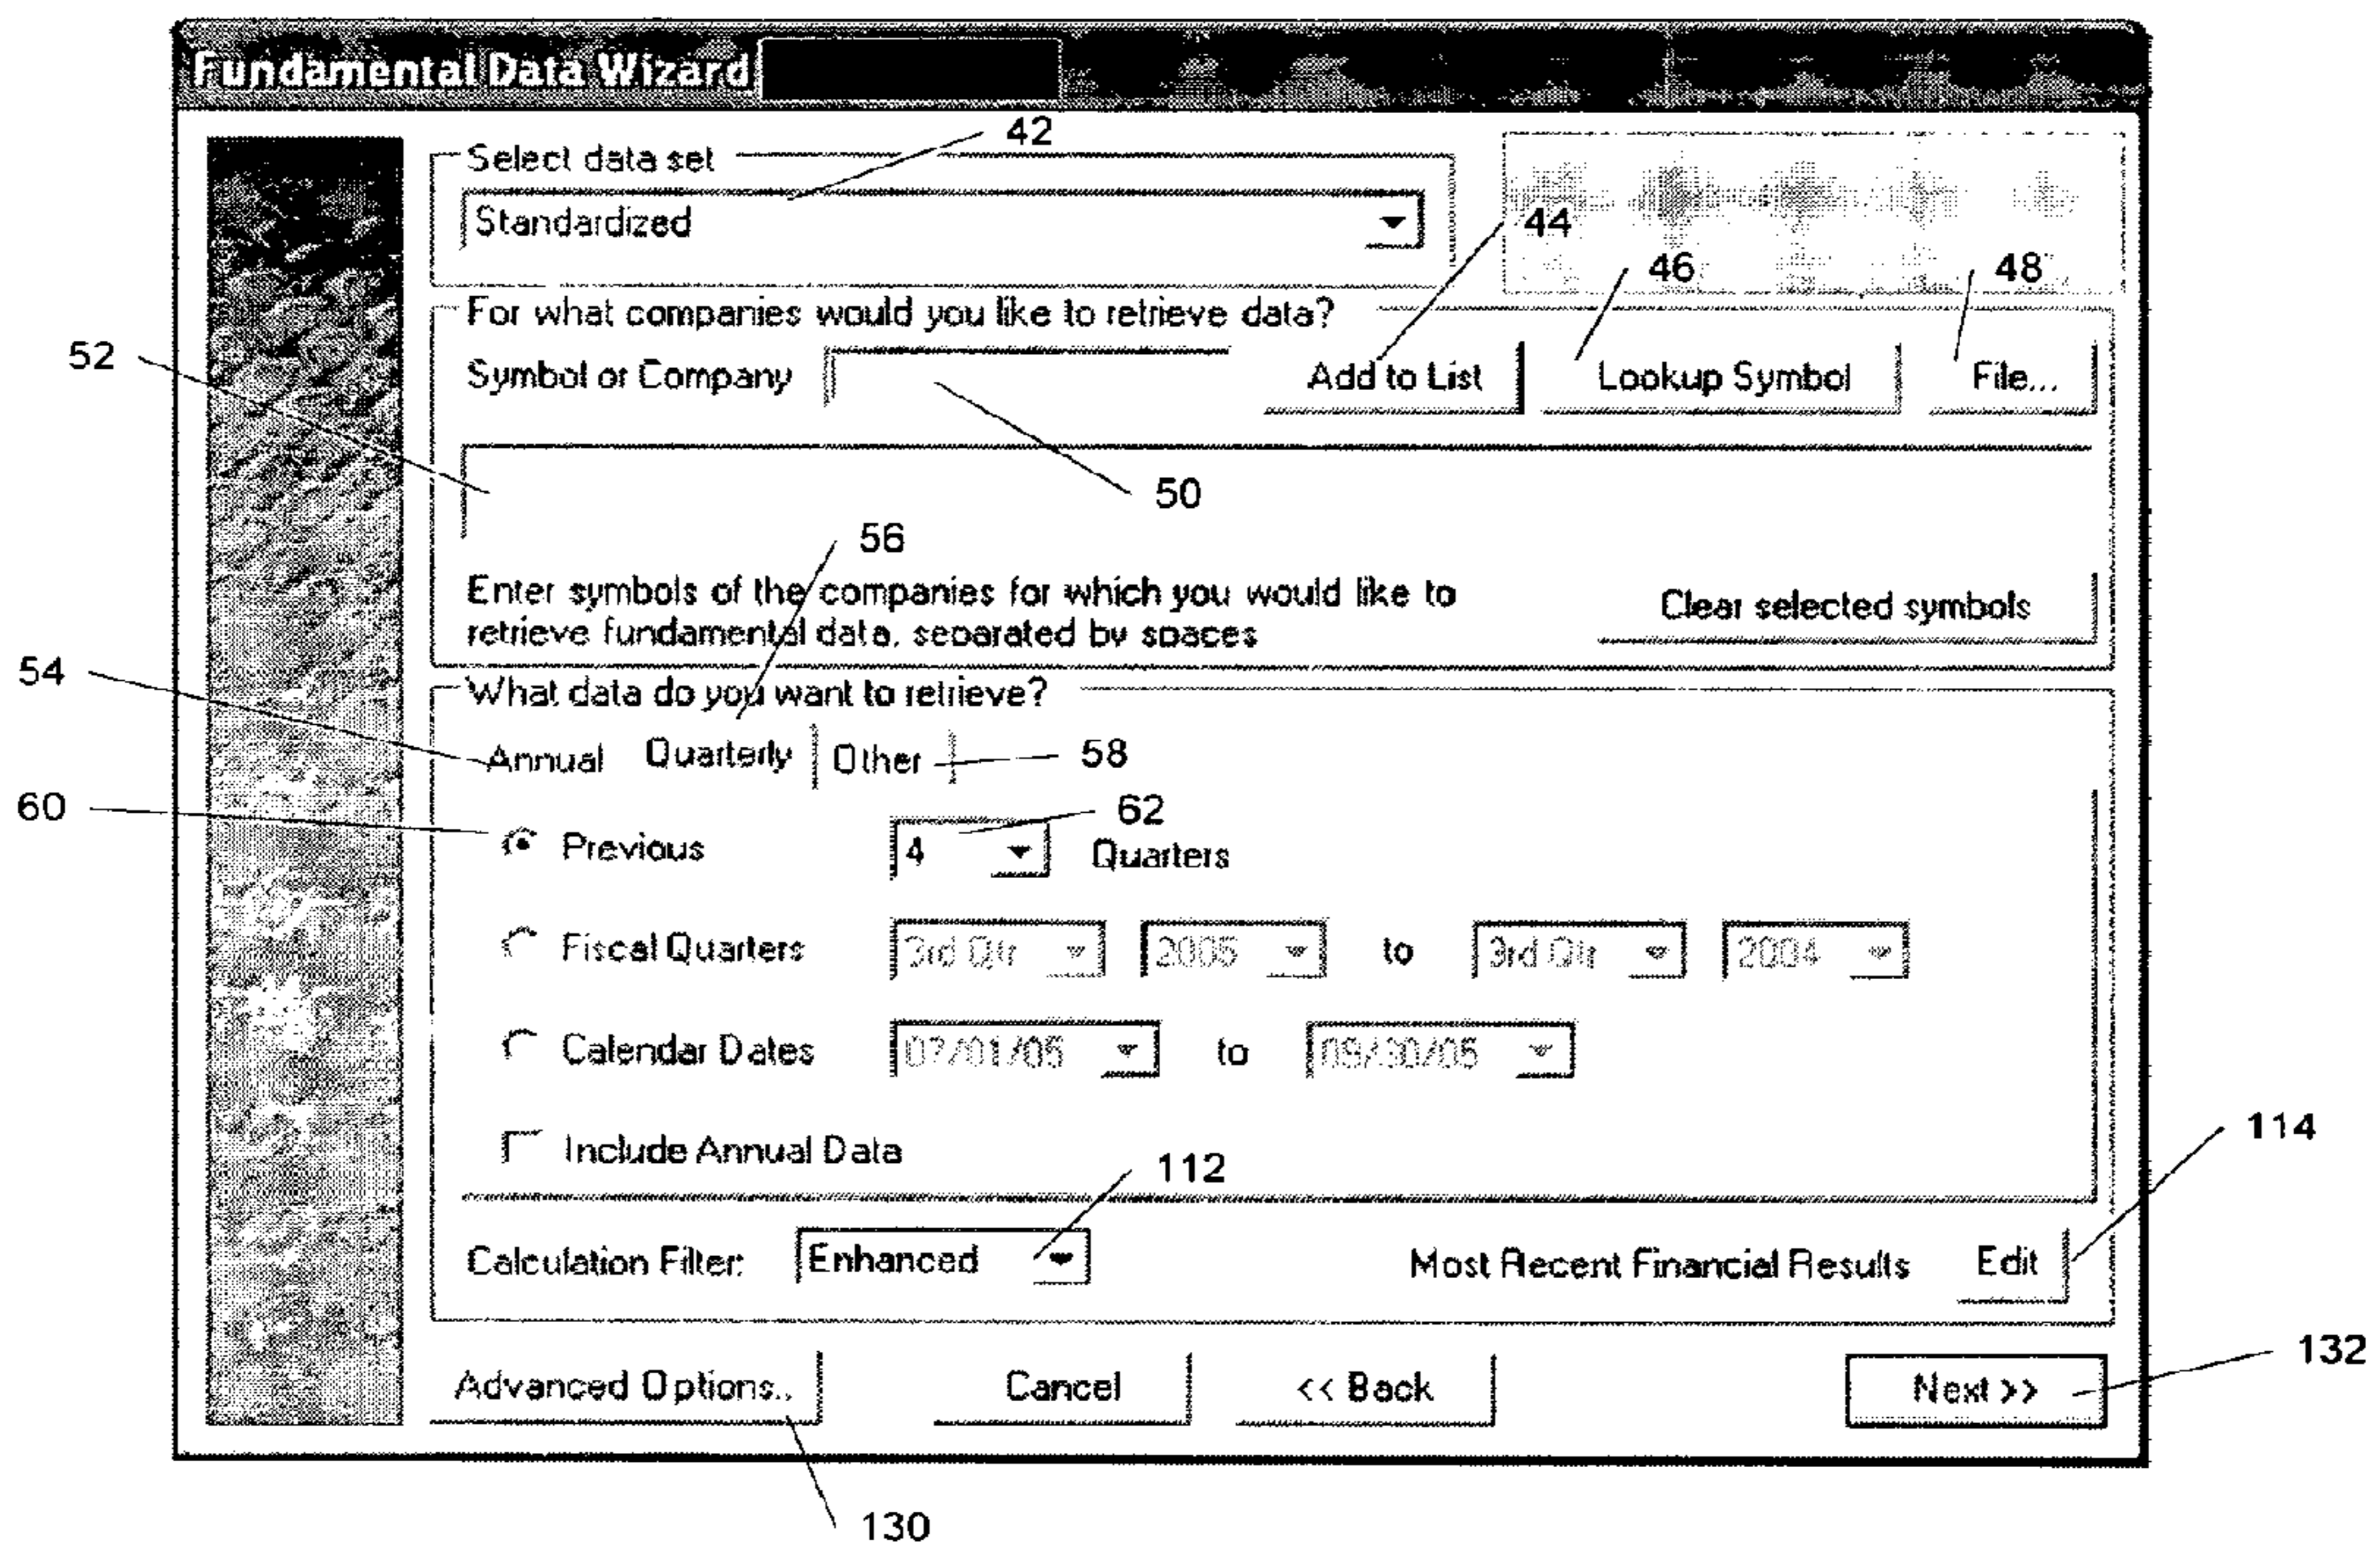 Fundamental Data Wizard
42
Select data set
Standardized
44
46
48
For what companies would you like to retrieve data?
52
Symbol or Company
Add to List
Lookup Symbol
File...
50
56
Enter symbols of the companies for which you would like to
retrieve fundamental data, separated by spaces
Clear selected symbols
54
What data do you want to retrieve?
Annual Quarterly Other
58
60
62
Previous 4 Quarters
Fiscal Quarters 3rd Qtr 2005 to 3rd Qtr 2004
Calendar Dates 07/01/05 to 09/30/05
114
Include Annual Data
112
Calculation Filter: Enhanced
Most Recent Financial Results Edit
132
Advanced Options.. Cancel << Back Next >>
130